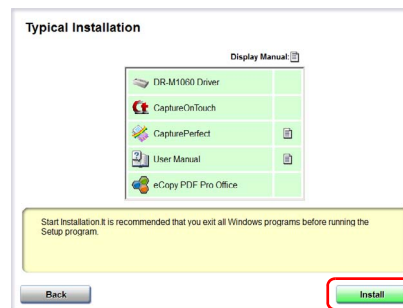 Typical Installation
Display Manual:
DR-M1060 Driver
CaptureOnTouch
CapturePerfect
User Manual
eCopy PDF Pro Office
Start Installation.It is recommended that you exit all Windows programs before running the
Setup program.
Back
Install